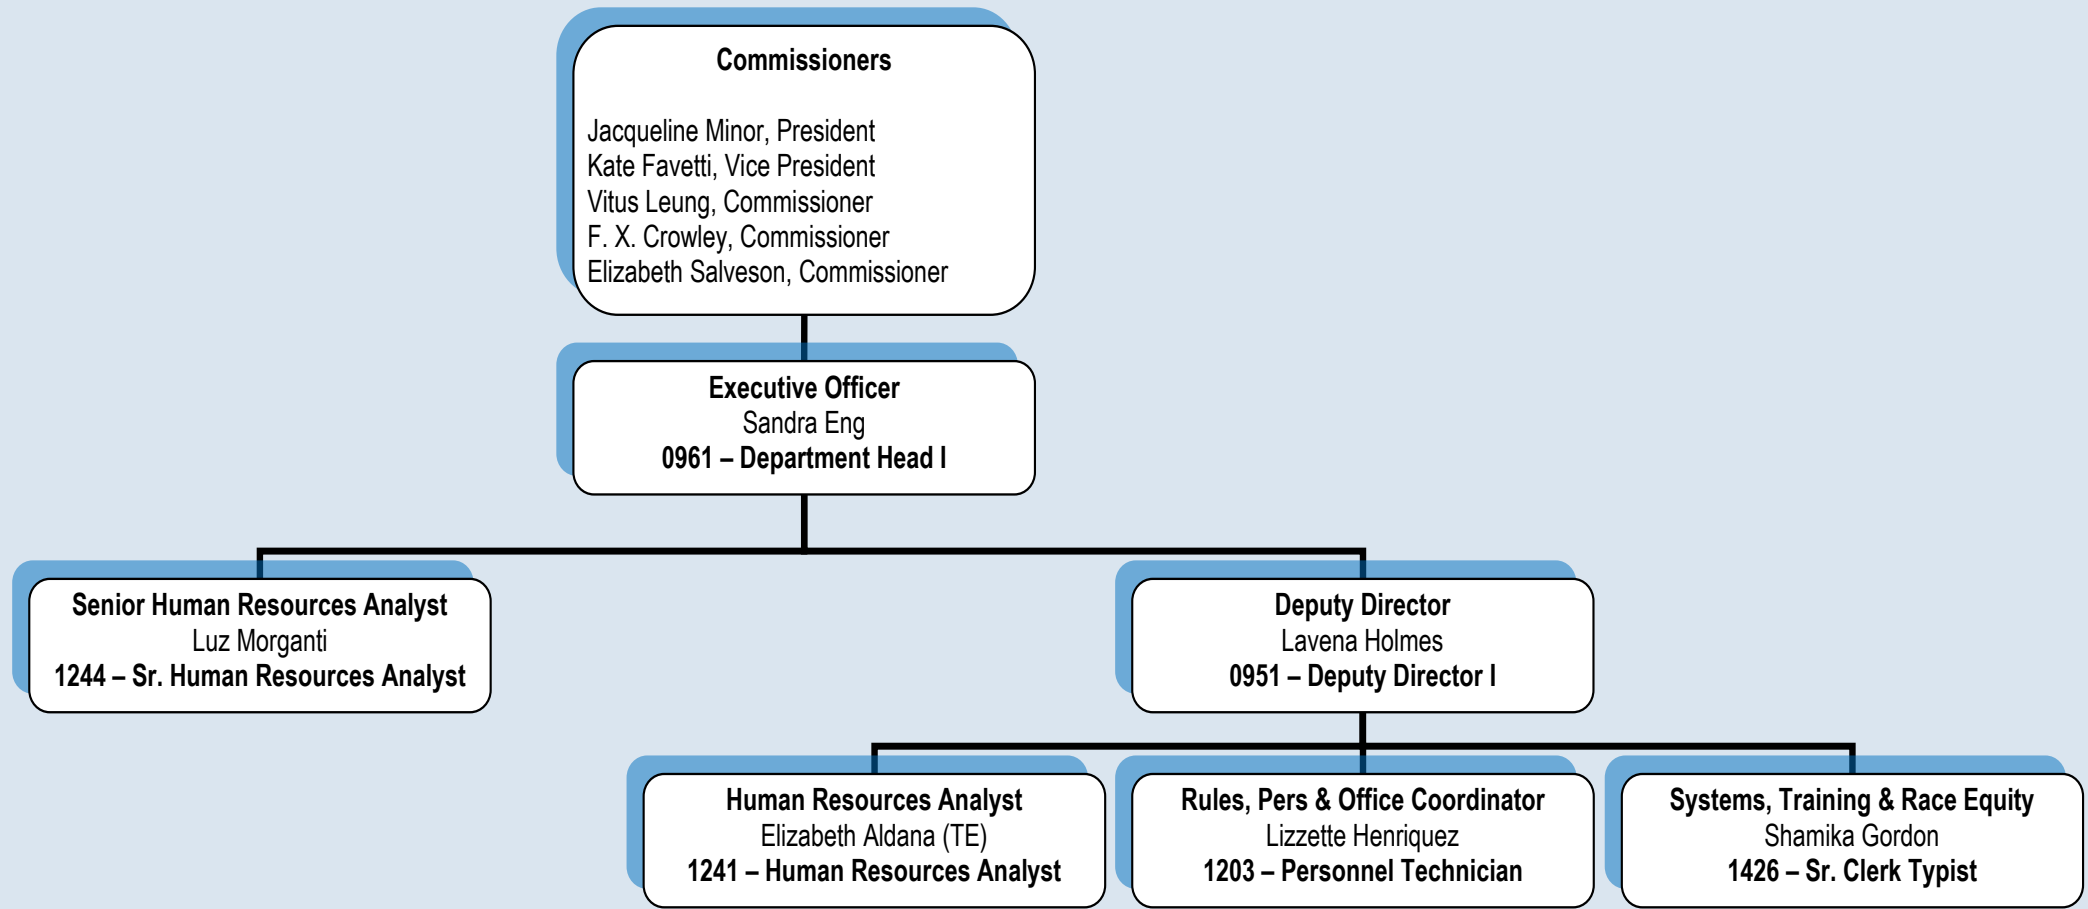 Commissioners
Jacqueline Minor, President
Kate Favetti, Vice President
Vitus Leung, Commissioner
F. X. Crowley, Commissioner
Elizabeth Salveson, Commissioner
Executive Officer
Sandra Eng
0961 – Department Head I
Senior Human Resources Analyst
Luz Morganti
1244 – Sr. Human Resources Analyst
Deputy Director
Lavena Holmes
0951 – Deputy Director I
Human Resources Analyst
Elizabeth Aldana (TE)
1241 – Human Resources Analyst
Rules, Pers & Office Coordinator
Lizzette Henriquez
1203 – Personnel Technician
Systems, Training & Race Equity
Shamika Gordon
1426 – Sr. Clerk Typist